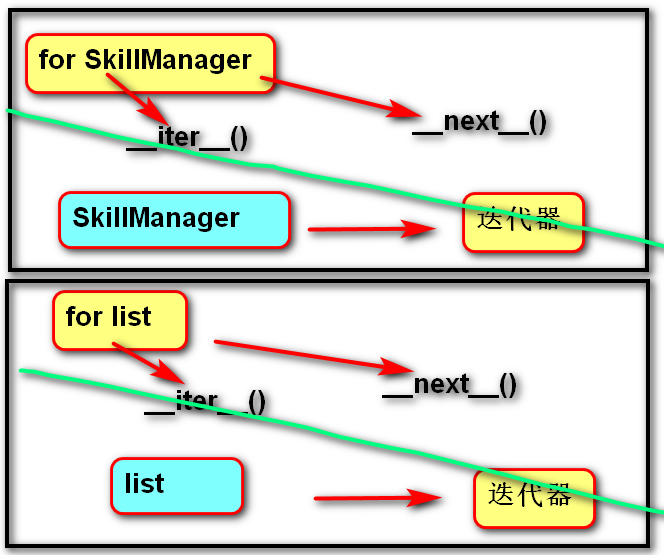 for SkillManager
__iter__()
__next__()
SkillManager
迭代器
for list
__iter__()
__next__()
list
迭代器